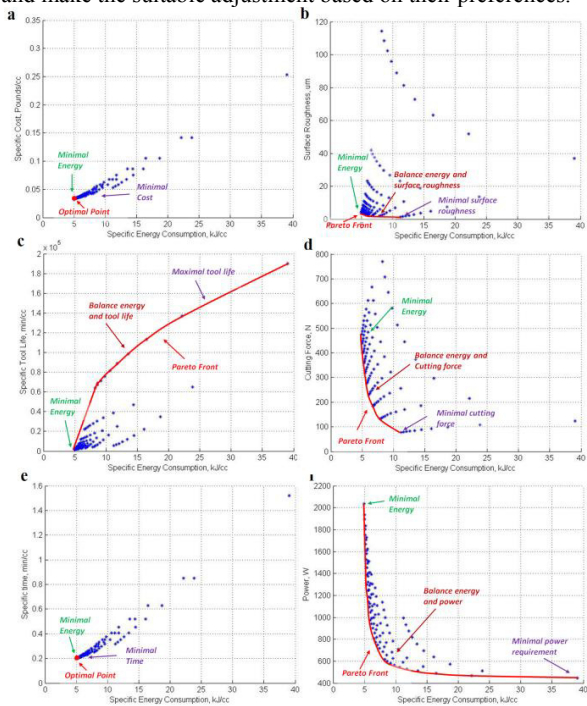 and make the suitable adjustment based on their preferences.
a
0.35
0.3
0.25
0.2
0.15
0.1
0.05
0
Specific Cost, Pounds/cc
Minimal
Energy
Minimal
Cost
Optimal Point
0 5 10 15 20 25 30 35 40
Specific Energy Consumption, kJ/cc
b
120
100
80
60
40
20
0
Surface Roughness, um
Minimal
Energy
Balance energy and
surface roughness
Minimal surface
roughness
Pareto Front
0 5 10 15 20 25 30 35 40
Specific Energy Consumption, kJ/cc
c
x 10⁵
2
1.8
1.6
1.4
1.2
1
0.8
0.6
0.4
0.2
0
Specific Tool Life, min/cc
Maximal tool life
Balance energy
and tool life
Pareto Front
Minimal
Energy
0 5 10 15 20 25 30 35 40
Specific Energy Consumption, kJ/cc
d
800
700
600
500
400
300
200
100
0
Cutting Force, N
Minimal
Energy
Balance energy and
Cutting force
Pareto Front
Minimal cutting
force
0 5 10 15 20 25 30 35 40
Specific Energy Consumption, kJ/cc
e
1.6
1.4
1.2
1
0.8
0.6
0.4
0.2
0
Specific time, min/cc
Minimal
Energy
Minimal
Time
Optimal Point
0 5 10 15 20 25 30 35 40
Specific Energy Consumption, kJ/cc
2200
2000
1800
1600
1400
1200
1000
800
600
400
Power, W
Minimal
Energy
Balance energy
and power
Minimal power
requirement
Pareto Front
0 5 10 15 20 25 30 35 40
Specific Energy Consumption, kJ/cc